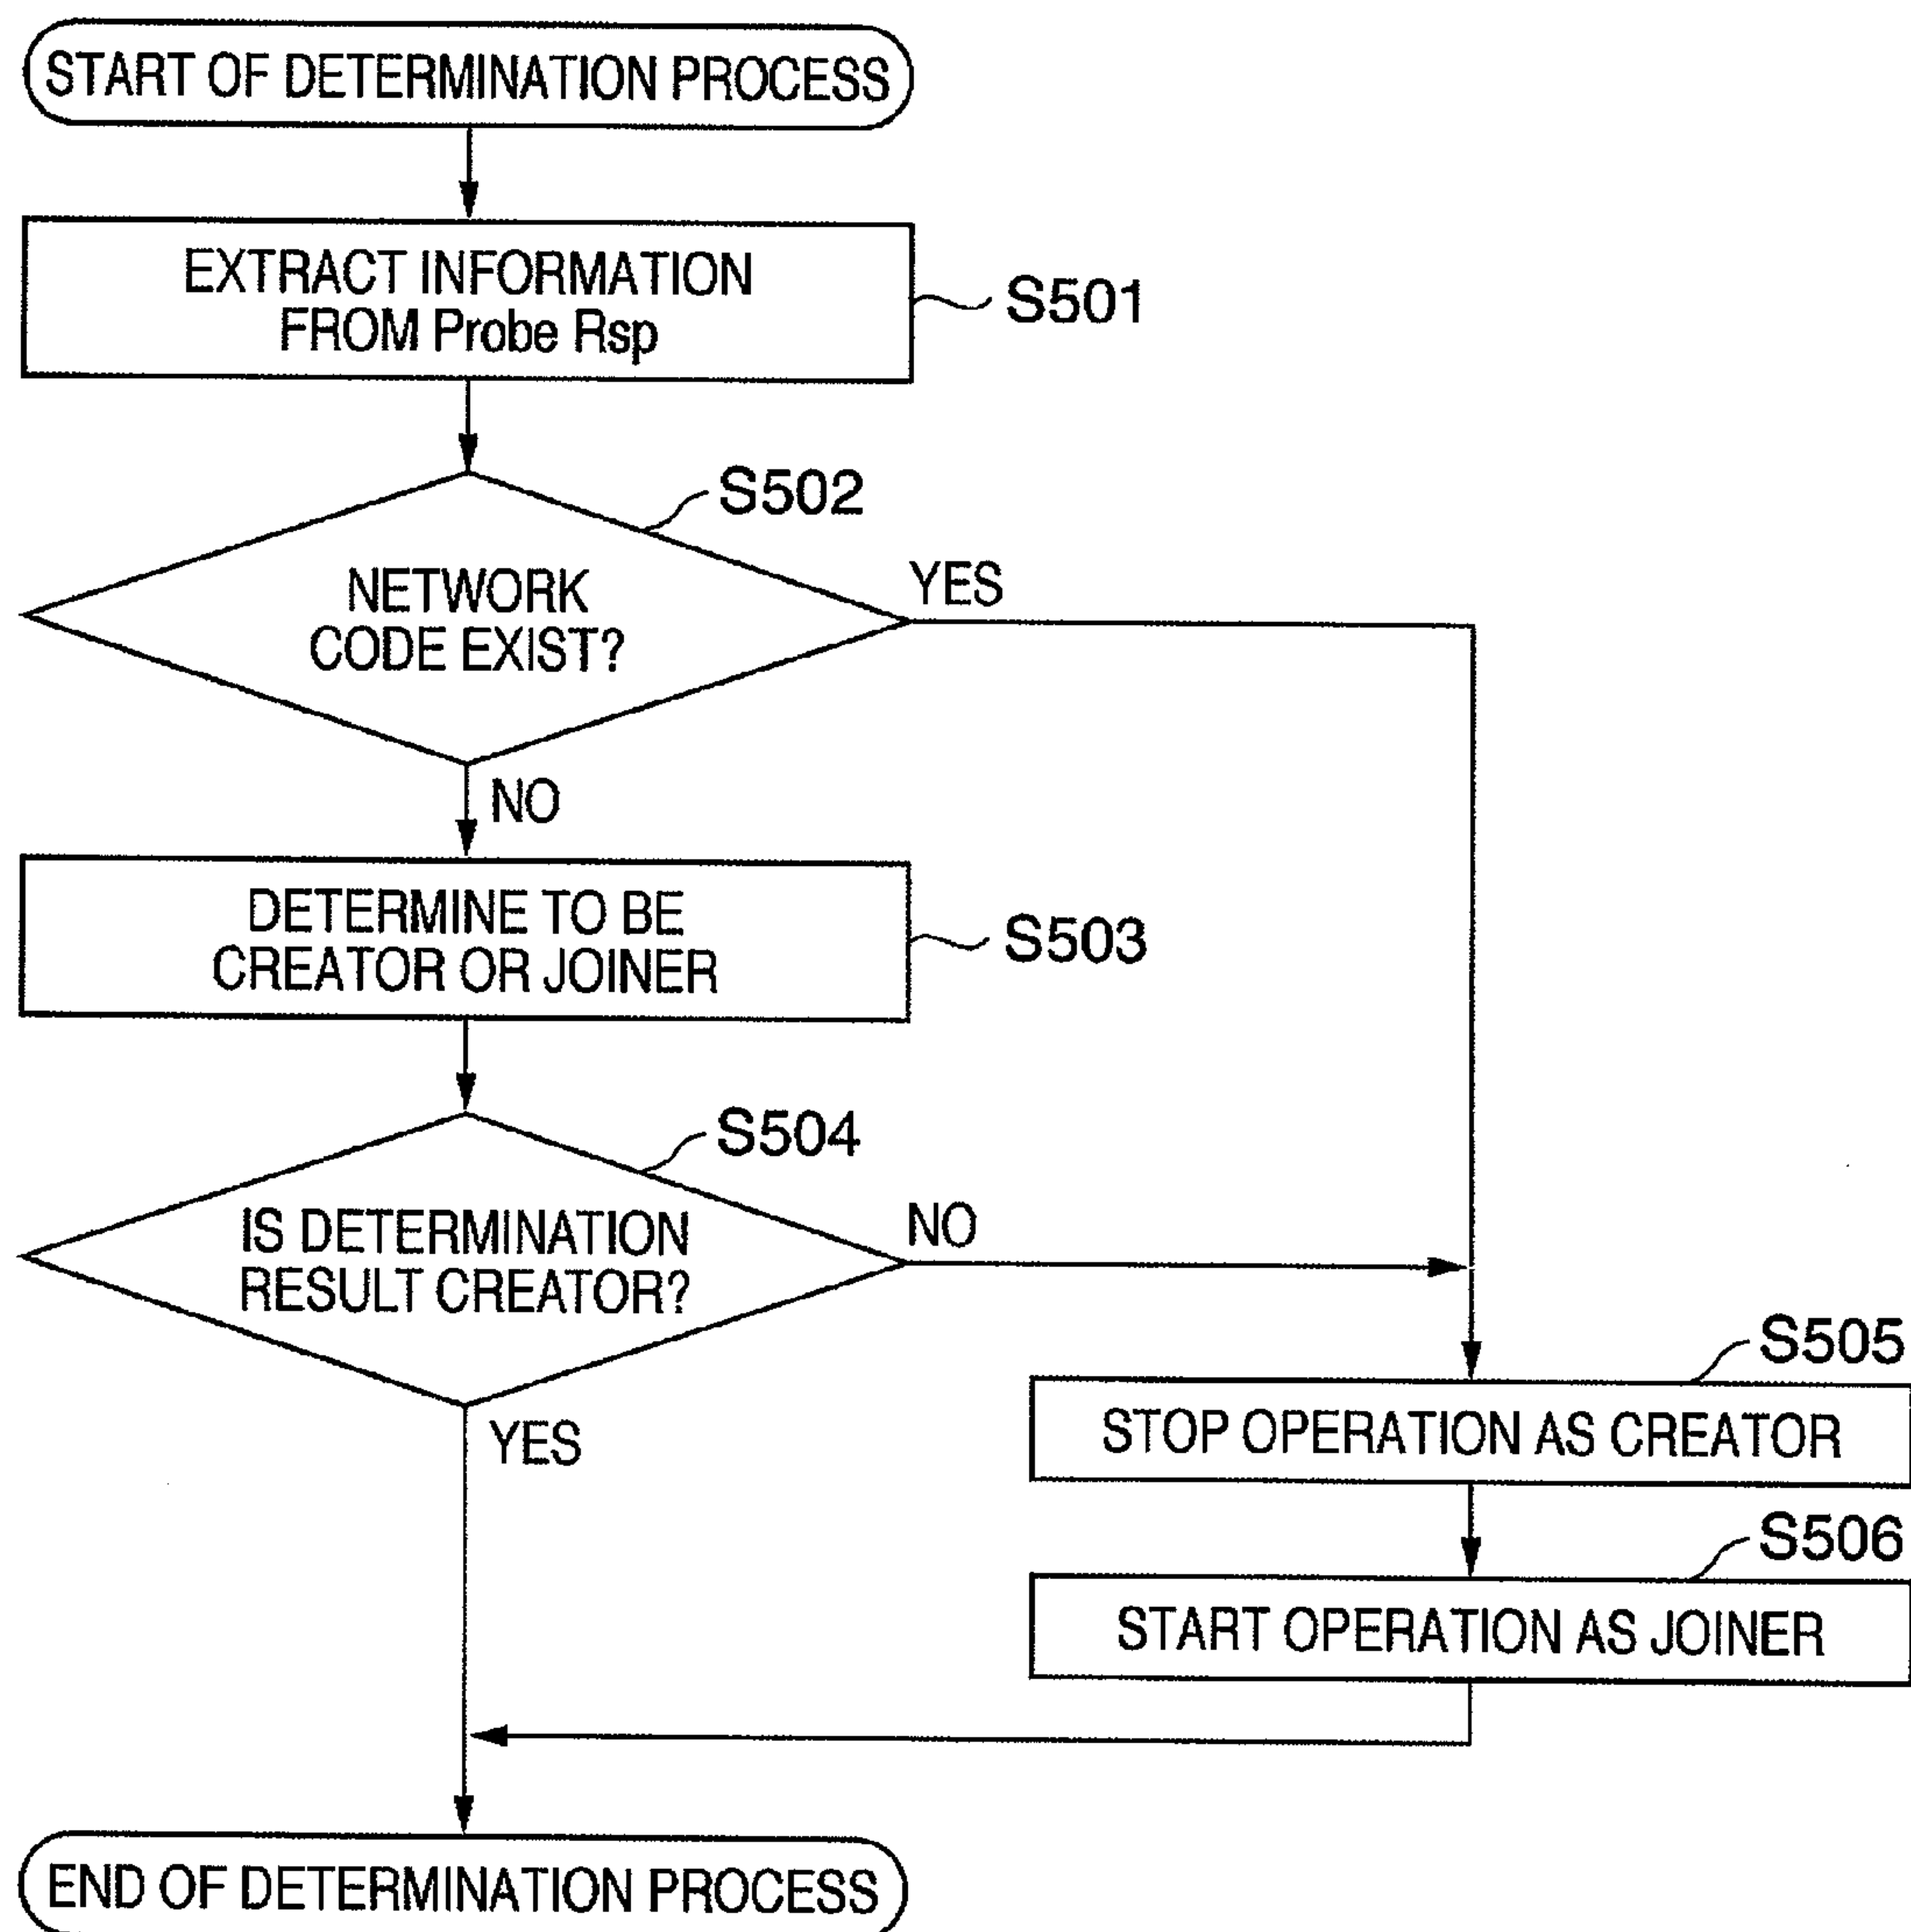 START OF DETERMINATION PROCESS
EXTRACT INFORMATION
FROM Probe Rsp
S501
S502
NETWORK
CODE EXIST?
YES
NO
DETERMINE TO BE
CREATOR OR JOINER
S503
S504
IS DETERMINATION
RESULT CREATOR?
NO
YES
S505
STOP OPERATION AS CREATOR
S506
START OPERATION AS JOINER
END OF DETERMINATION PROCESS